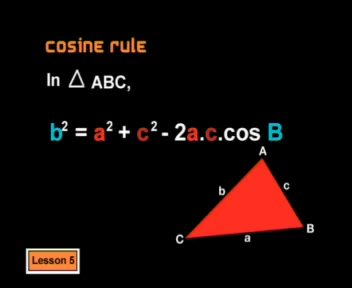 cosine rule
In △ ABC,
b² = a² + c² - 2a.c.cos B
A
b
c
C
a
B
Lesson 5